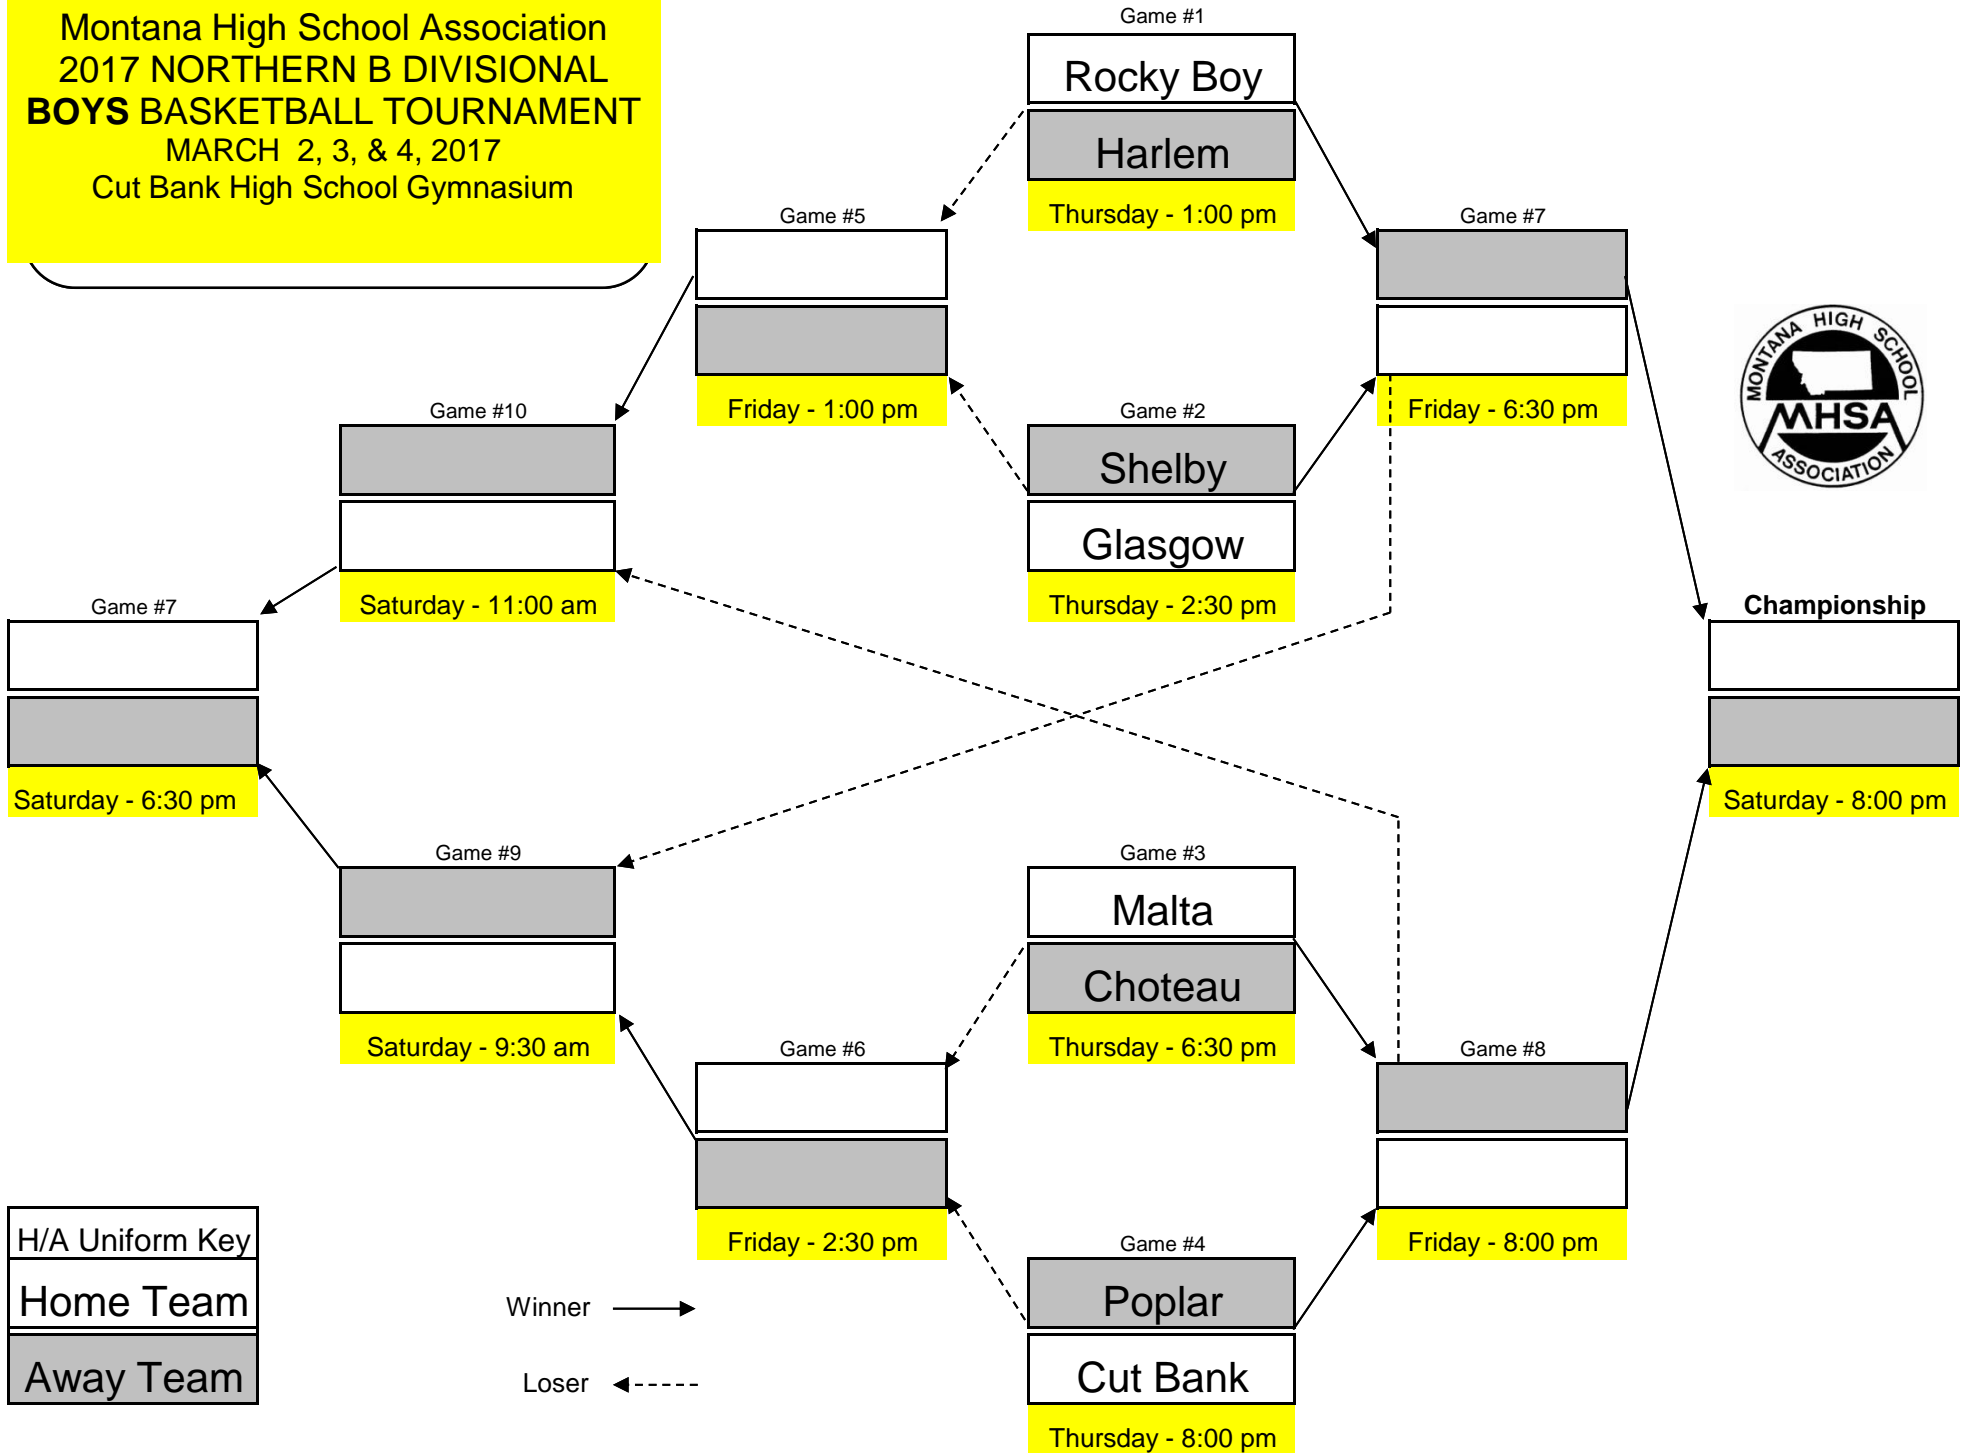 Montana High School Association
2017 NORTHERN B DIVISIONAL
BOYS BASKETBALL TOURNAMENT
MARCH 2, 3, & 4, 2017
Cut Bank High School Gymnasium
Game #1
Rocky Boy
Harlem
Thursday - 1:00 pm
Game #5
Friday - 1:00 pm
Game #7
Friday - 6:30 pm
MONTANA HIGH SCHOOL
MHSA
ASSOCIATION
Game #10
Saturday - 11:00 am
Game #2
Shelby
Glasgow
Thursday - 2:30 pm
Game #7
Saturday - 6:30 pm
Championship
Saturday - 8:00 pm
Game #9
Saturday - 9:30 am
Game #3
Malta
Choteau
Thursday - 6:30 pm
Game #6
Friday - 2:30 pm
Game #8
Friday - 8:00 pm
Game #4
Poplar
Cut Bank
Thursday - 8:00 pm
H/A Uniform Key
Home Team
Away Team
Winner
Loser